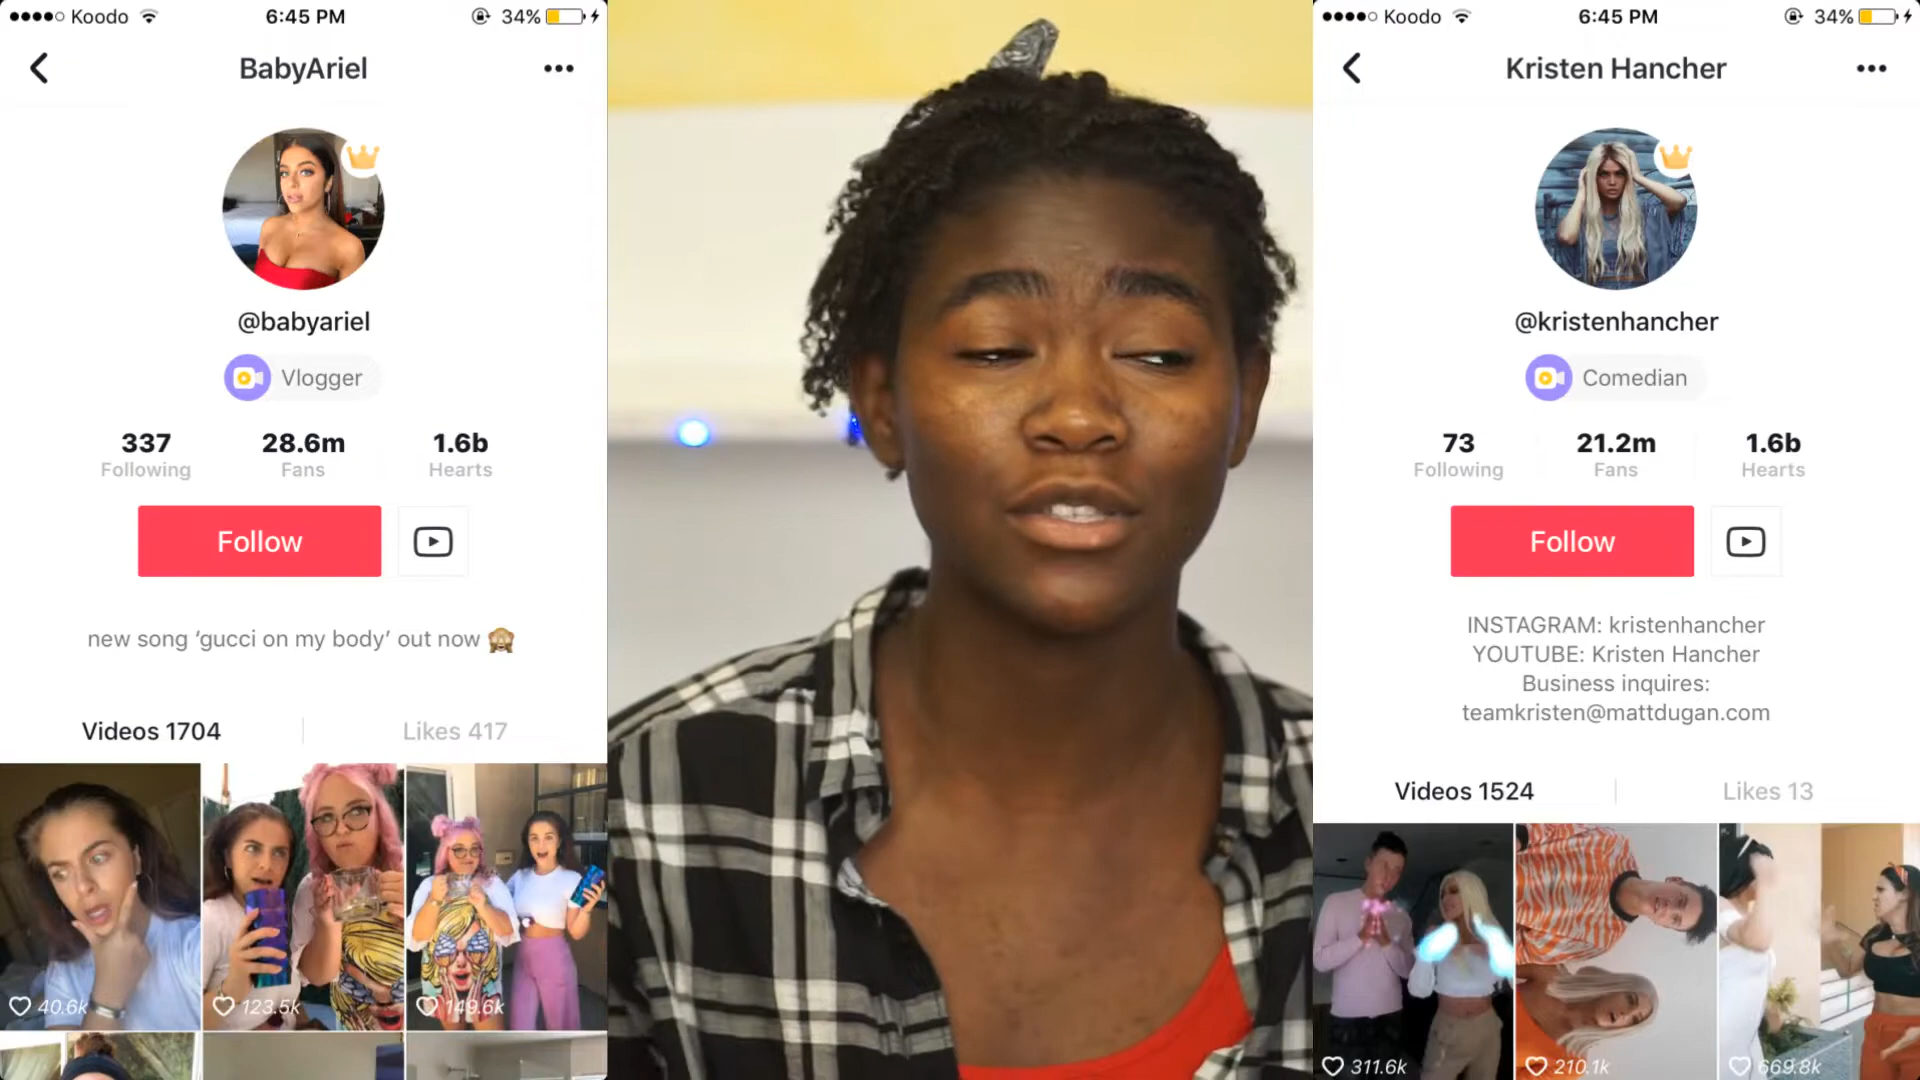 Koodo 6:45 PM 34%
BabyAriel
@babyariel
Vlogger
337 28.6m 1.6b
Following Fans Hearts
Follow
new song 'gucci on my body' out now
Videos 1704 Likes 417
40.6k 123.5k 149.6k
Koodo 6:45 PM 34%
Kristen Hancher
@kristenhancher
Comedian
73 21.2m 1.6b
Following Fans Hearts
Follow
INSTAGRAM: kristenhancher
YOUTUBE: Kristen Hancher
Business inquires:
teamkristen@mattdugan.com
Videos 1524 Likes 13
311.6k 210.1k 669.8k